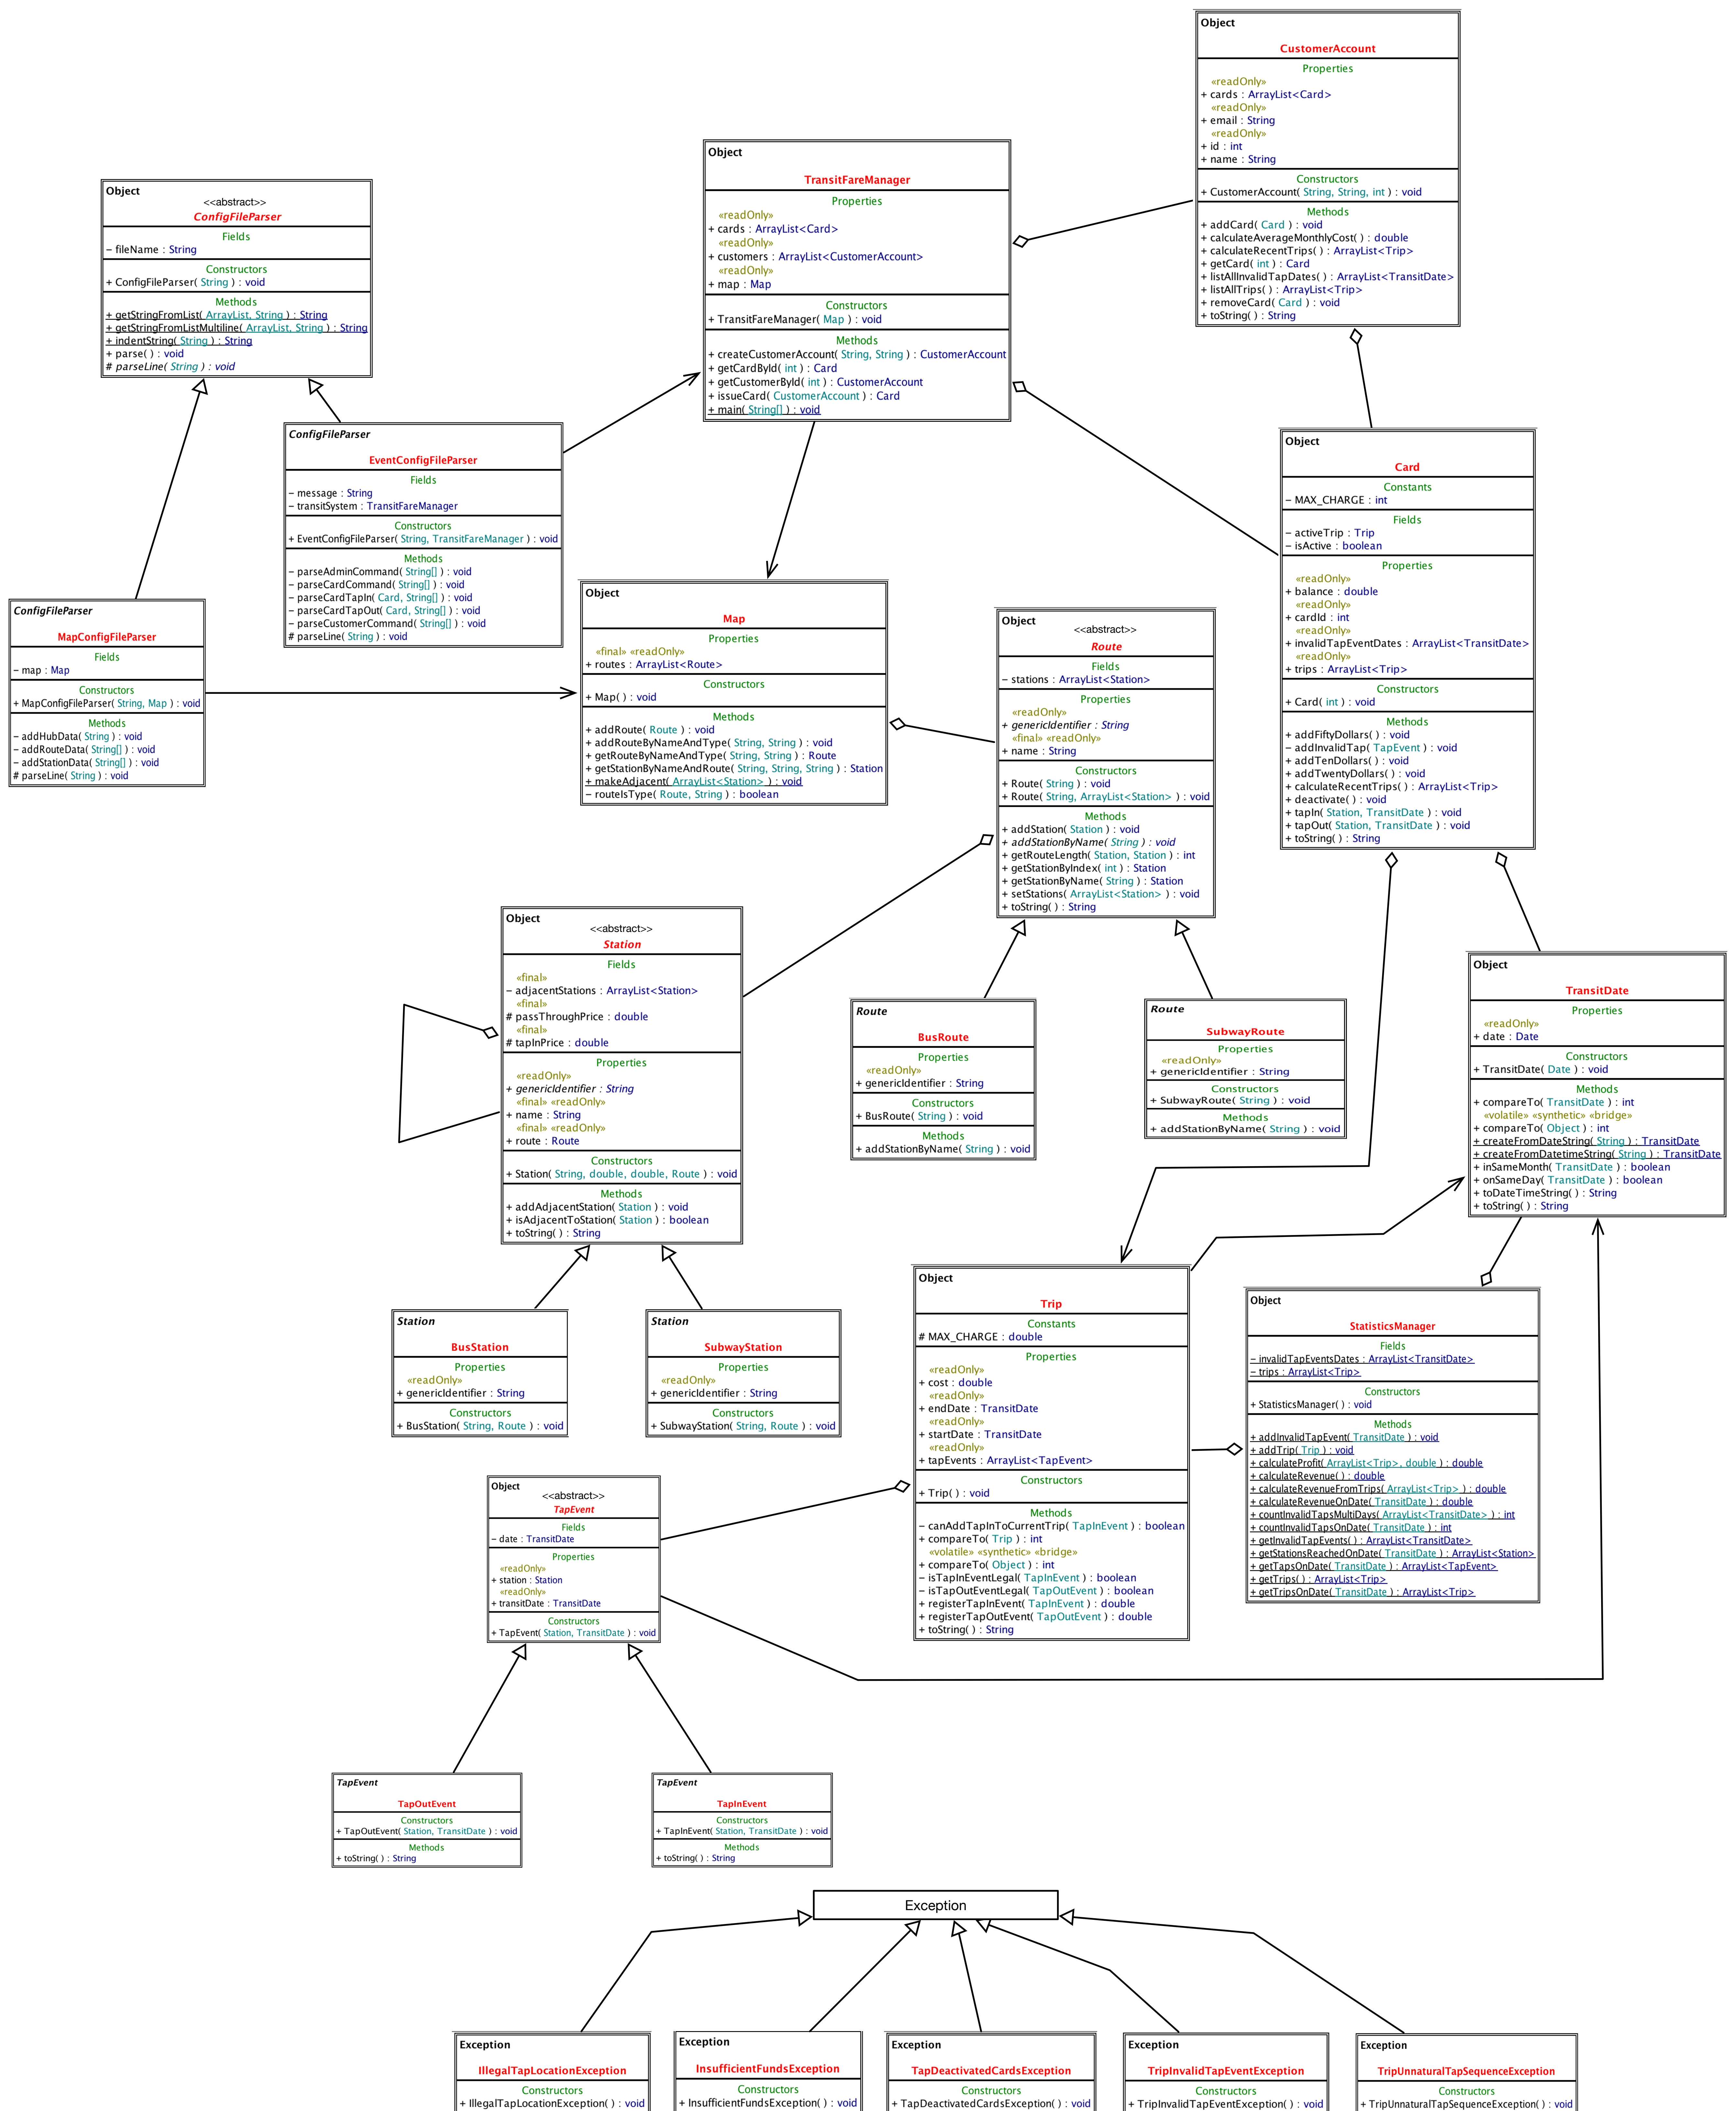 Object
CustomerAccount
Properties
«readOnly»
+ cards : ArrayList<Card>
«readOnly»
+ email : String
«readOnly»
+ id : int
+ name : String
Constructors
+ CustomerAccount( String, String, int ) : void
Methods
+ addCard( Card ) : void
+ calculateAverageMonthlyCost( ) : double
+ calculateRecentTrips( ) : ArrayList<Trip>
+ getCard( int ) : Card
+ listAllInvalidTapDates( ) : ArrayList<TransitDate>
+ listAllTrips( ) : ArrayList<Trip>
+ removeCard( Card ) : void
+ toString( ) : String
Object
TransitFareManager
Properties
«readOnly»
+ cards : ArrayList<Card>
«readOnly»
+ customers : ArrayList<CustomerAccount>
«readOnly»
+ map : Map
Constructors
+ TransitFareManager( Map ) : void
Methods
+ createCustomerAccount( String, String ) : CustomerAccount
+ getCardById( int ) : Card
+ getCustomerById( int ) : CustomerAccount
+ issueCard( CustomerAccount ) : Card
+ main( String[] ) : void
Object
<<abstract>>
ConfigFileParser
Fields
− fileName : String
Constructors
+ ConfigFileParser( String ) : void
Methods
+ getStringFromList( ArrayList, String ) : String
+ getStringFromListMultiline( ArrayList, String ) : String
+ indentString( String ) : String
+ parse( ) : void
# parseLine( String ) : void
ConfigFileParser
EventConfigFileParser
Fields
− message : String
− transitSystem : TransitFareManager
Constructors
+ EventConfigFileParser( String, TransitFareManager ) : void
Methods
− parseAdminCommand( String[] ) : void
− parseCardCommand( String[] ) : void
− parseCardTapIn( Card, String[] ) : void
− parseCardTapOut( Card, String[] ) : void
− parseCustomerCommand( String[] ) : void
# parseLine( String ) : void
Object
Card
Constants
− MAX_CHARGE : int
Fields
− activeTrip : Trip
− isActive : boolean
Properties
«readOnly»
+ balance : double
«readOnly»
+ cardId : int
«readOnly»
+ invalidTapEventDates : ArrayList<TransitDate>
«readOnly»
+ trips : ArrayList<Trip>
Constructors
+ Card( int ) : void
Methods
+ addFiftyDollars( ) : void
− addInvalidTap( TapEvent ) : void
+ addTenDollars( ) : void
+ addTwentyDollars( ) : void
+ calculateRecentTrips( ) : ArrayList<Trip>
+ deactivate( ) : void
+ tapIn( Station, TransitDate ) : void
+ tapOut( Station, TransitDate ) : void
+ toString( ) : String
ConfigFileParser
MapConfigFileParser
Fields
− map : Map
Constructors
+ MapConfigFileParser( String, Map ) : void
Methods
− addHubData( String ) : void
− addRouteData( String[] ) : void
− addStationData( String[] ) : void
# parseLine( String ) : void
Object
Map
Properties
«final» «readOnly»
+ routes : ArrayList<Route>
Constructors
+ Map( ) : void
Methods
+ addRoute( Route ) : void
+ addRouteByNameAndType( String, String ) : void
+ getRouteByNameAndType( String, String ) : Route
+ getStationByNameAndRoute( String, String, String ) : Station
+ makeAdjacent( ArrayList<Station> ) : void
− routeIsType( Route, String ) : boolean
Object
<<abstract>>
Route
Fields
− stations : ArrayList<Station>
Properties
«readOnly»
+ genericIdentifier : String
«final» «readOnly»
+ name : String
Constructors
+ Route( String ) : void
+ Route( String, ArrayList<Station> ) : void
Methods
+ addStation( Station ) : void
+ addStationByName( String ) : void
+ getRouteLength( Station, Station ) : int
+ getStationByIndex( int ) : Station
+ getStationByName( String ) : Station
+ setStations( ArrayList<Station> ) : void
+ toString( ) : String
Object
<<abstract>>
Station
Fields
«final»
− adjacentStations : ArrayList<Station>
«final»
# passThroughPrice : double
«final»
# tapInPrice : double
Properties
«readOnly»
+ genericIdentifier : String
«final» «readOnly»
+ name : String
«final» «readOnly»
+ route : Route
Constructors
+ Station( String, double, double, Route ) : void
Methods
+ addAdjacentStation( Station ) : void
+ isAdjacentToStation( Station ) : boolean
+ toString( ) : String
Route
BusRoute
Properties
«readOnly»
+ genericIdentifier : String
Constructors
+ BusRoute( String ) : void
Methods
+ addStationByName( String ) : void
Route
SubwayRoute
Properties
«readOnly»
+ genericIdentifier : String
Constructors
+ SubwayRoute( String ) : void
Methods
+ addStationByName( String ) : void
Object
TransitDate
Properties
«readOnly»
+ date : Date
Constructors
+ TransitDate( Date ) : void
Methods
+ compareTo( TransitDate ) : int
«volatile» «synthetic» «bridge»
+ compareTo( Object ) : int
+ createFromDateString( String ) : TransitDate
+ createFromDatetimeString( String ) : TransitDate
+ inSameMonth( TransitDate ) : boolean
+ onSameDay( TransitDate ) : boolean
+ toDateTimeString( ) : String
+ toString( ) : String
Station
BusStation
Properties
«readOnly»
+ genericIdentifier : String
Constructors
+ BusStation( String, Route ) : void
Station
SubwayStation
Properties
«readOnly»
+ genericIdentifier : String
Constructors
+ SubwayStation( String, Route ) : void
Object
Trip
Constants
# MAX_CHARGE : double
Properties
«readOnly»
+ cost : double
«readOnly»
+ endDate : TransitDate
«readOnly»
+ startDate : TransitDate
«readOnly»
+ tapEvents : ArrayList<TapEvent>
Constructors
+ Trip( ) : void
Methods
− canAddTapInToCurrentTrip( TapInEvent ) : boolean
+ compareTo( Trip ) : int
«volatile» «synthetic» «bridge»
+ compareTo( Object ) : int
− isTapInEventLegal( TapInEvent ) : boolean
− isTapOutEventLegal( TapOutEvent ) : boolean
+ registerTapInEvent( TapInEvent ) : double
+ registerTapOutEvent( TapOutEvent ) : double
+ toString( ) : String
Object
StatisticsManager
Fields
− invalidTapEventsDates : ArrayList<TransitDate>
− trips : ArrayList<Trip>
Constructors
+ StatisticsManager( ) : void
Methods
+ addInvalidTapEvent( TransitDate ) : void
+ addTrip( Trip ) : void
+ calculateProfit( ArrayList<Trip>, double ) : double
+ calculateRevenue( ) : double
+ calculateRevenueFromTrips( ArrayList<Trip> ) : double
+ calculateRevenueOnDate( TransitDate ) : double
+ countInvalidTapsMultiDays( ArrayList<TransitDate> ) : int
+ countInvalidTapsOnDate( TransitDate ) : int
+ getInvalidTapEvents( ) : ArrayList<TransitDate>
+ getStationsReachedOnDate( TransitDate ) : ArrayList<Station>
+ getTapsOnDate( TransitDate ) : ArrayList<TapEvent>
+ getTrips( ) : ArrayList<Trip>
+ getTripsOnDate( TransitDate ) : ArrayList<Trip>
Object
<<abstract>>
TapEvent
Fields
− date : TransitDate
Properties
«readOnly»
+ station : Station
«readOnly»
+ transitDate : TransitDate
Constructors
+ TapEvent( Station, TransitDate ) : void
TapEvent
TapOutEvent
Constructors
+ TapOutEvent( Station, TransitDate ) : void
Methods
+ toString( ) : String
TapEvent
TapInEvent
Constructors
+ TapInEvent( Station, TransitDate ) : void
Methods
+ toString( ) : String
Exception
Exception
IllegalTapLocationException
Constructors
+ IllegalTapLocationException( ) : void
Exception
InsufficientFundsException
Constructors
+ InsufficientFundsException( ) : void
Exception
TapDeactivatedCardsException
Constructors
+ TapDeactivatedCardsException( ) : void
Exception
TripInvalidTapEventException
Constructors
+ TripInvalidTapEventException( ) : void
Exception
TripUnnaturalTapSequenceException
Constructors
+ TripUnnaturalTapSequenceException( ) : void